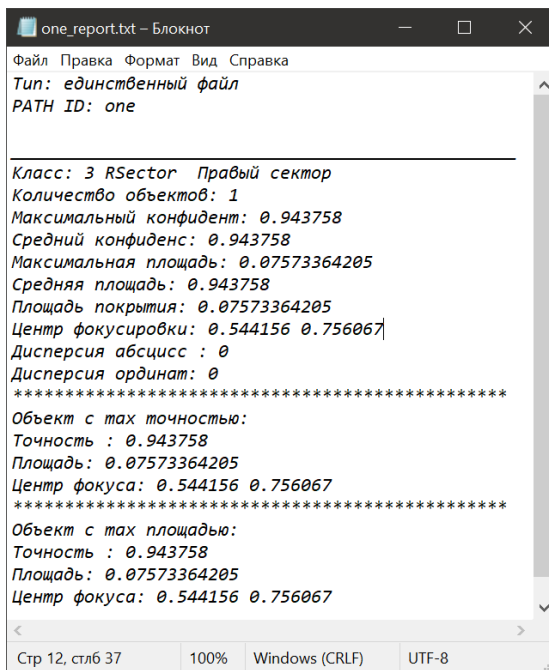 one_report.txt – Блокнот
Файл Правка Формат Вид Справка
Тип: единственный файл
PATH ID: one
Класс: 3 RSector Правый сектор
Количество объектов: 1
Максимальный конфидент: 0.943758
Средний конфиденс: 0.943758
Максимальная площадь: 0.07573364205
Средняя площадь: 0.943758
Площадь покрытия: 0.07573364205
Центр фокусировки: 0.544156 0.756067
Дисперсия абсцисс : 0
Дисперсия ординат: 0
************************************************
Объект с max точностью:
Точность : 0.943758
Площадь: 0.07573364205
Центр фокуса: 0.544156 0.756067
************************************************
Объект с max площадью:
Точность : 0.943758
Площадь: 0.07573364205
Центр фокуса: 0.544156 0.756067
Стр 12, стлб 37 100% Windows (CRLF) UTF-8